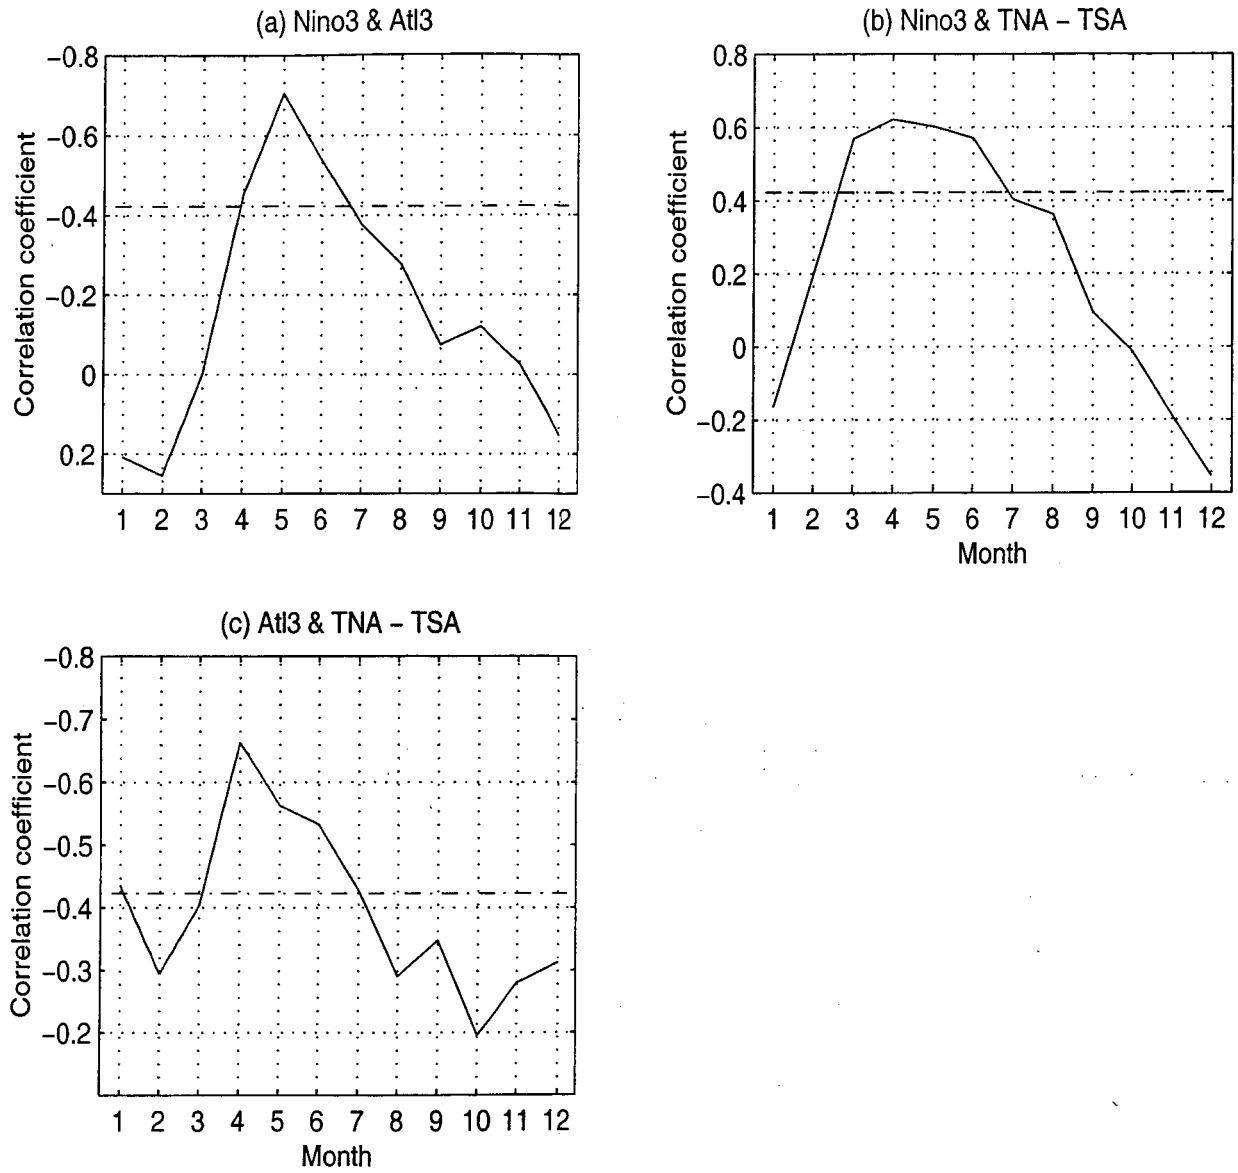 (a) Nino3 & Atl3
Correlation coefficient
−0.8
−0.6
−0.4
−0.2
0
0.2
1 2 3 4 5 6 7 8 9 10 11 12
(b) Nino3 & TNA − TSA
Correlation coefficient
0.8
0.6
0.4
0.2
0
−0.2
−0.4
1 2 3 4 5 6 7 8 9 10 11 12
Month
(c) Atl3 & TNA − TSA
Correlation coefficient
−0.8
−0.7
−0.6
−0.5
−0.4
−0.3
−0.2
1 2 3 4 5 6 7 8 9 10 11 12
Month